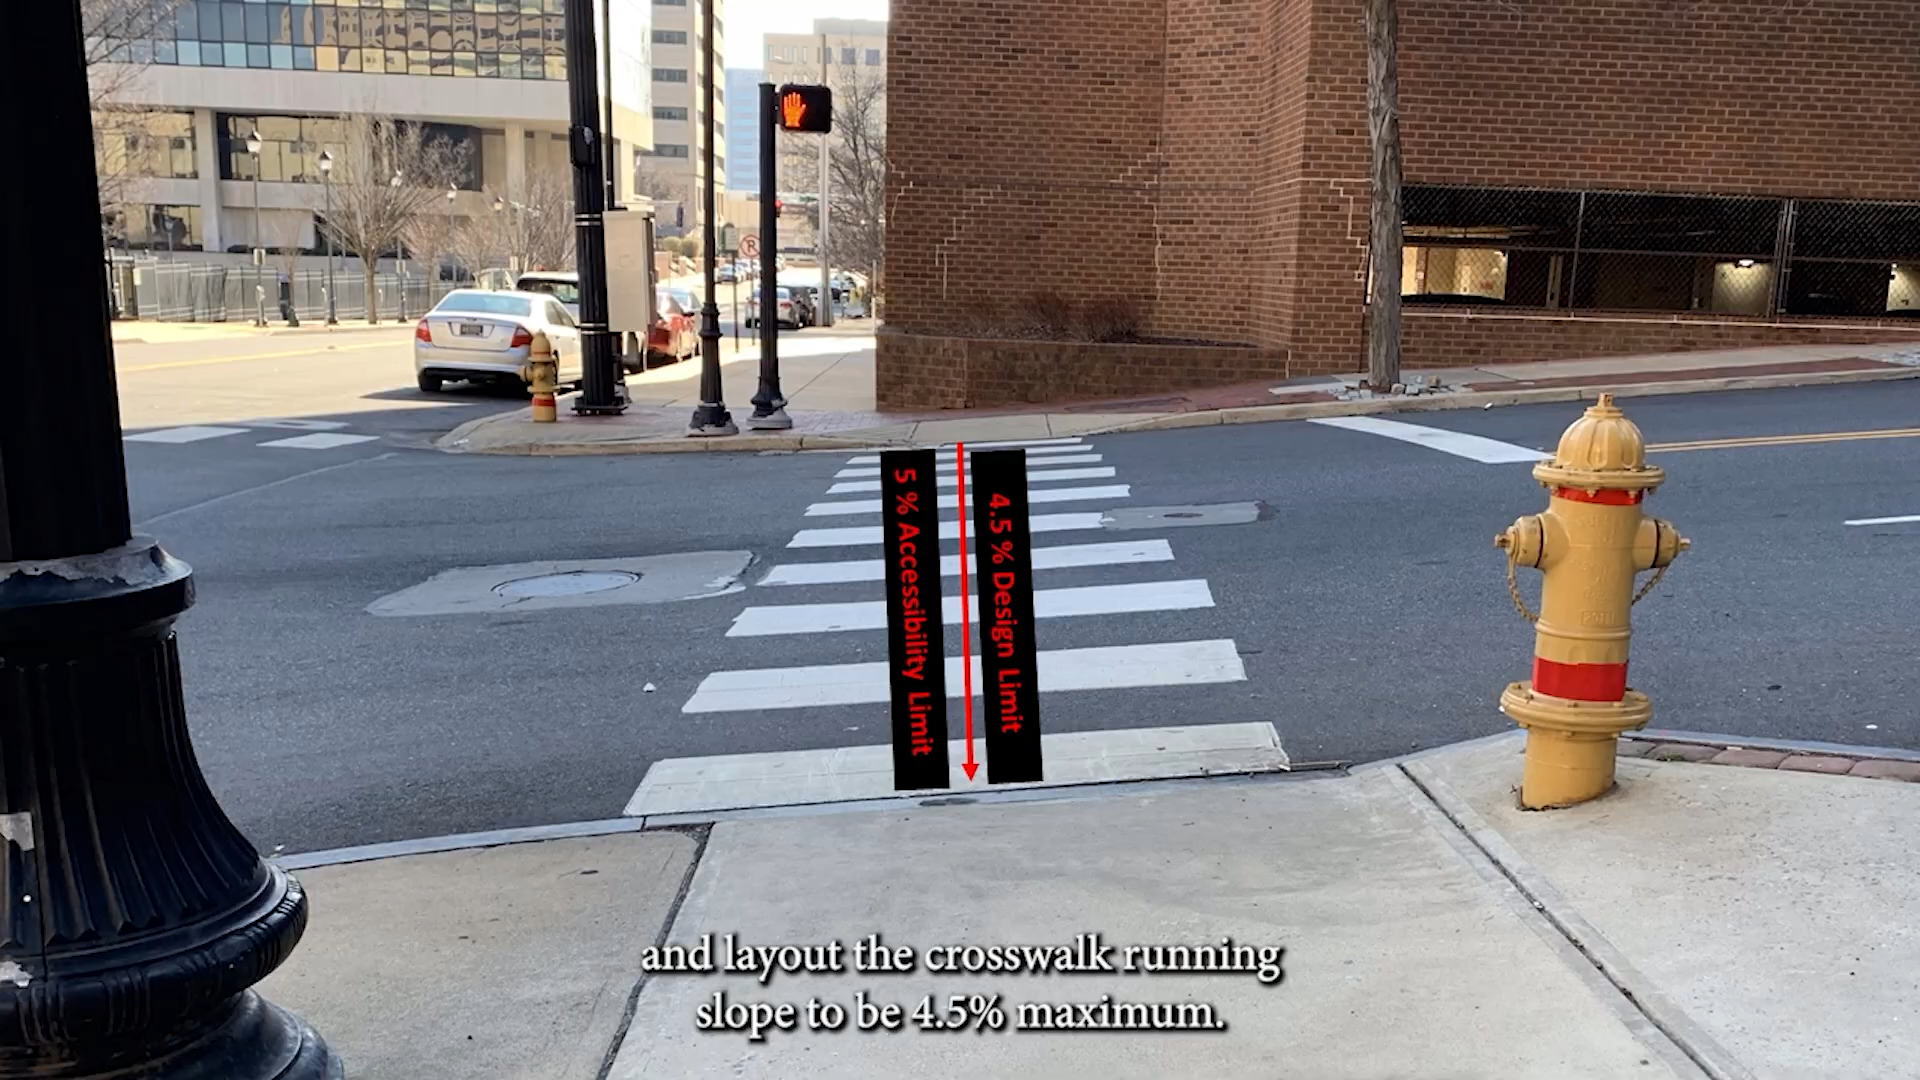 5 % Accessibility Limit
4.5 % Design Limit
and layout the crosswalk running
slope to be 4.5% maximum.